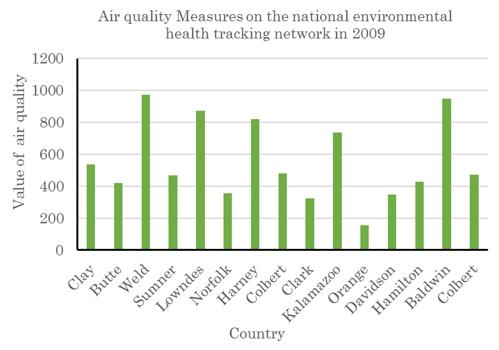 Air quality Measures on the national environmental
health tracking network in 2009
Value of air quality
1200
1000
800
600
400
200
0
Clay
Butte
Weld
Sumner
Lowndes
Norfolk
Harney
Colbert
Clark
Kalamazoo
Orange
Davidson
Hamilton
Baldwin
Colbert
Country